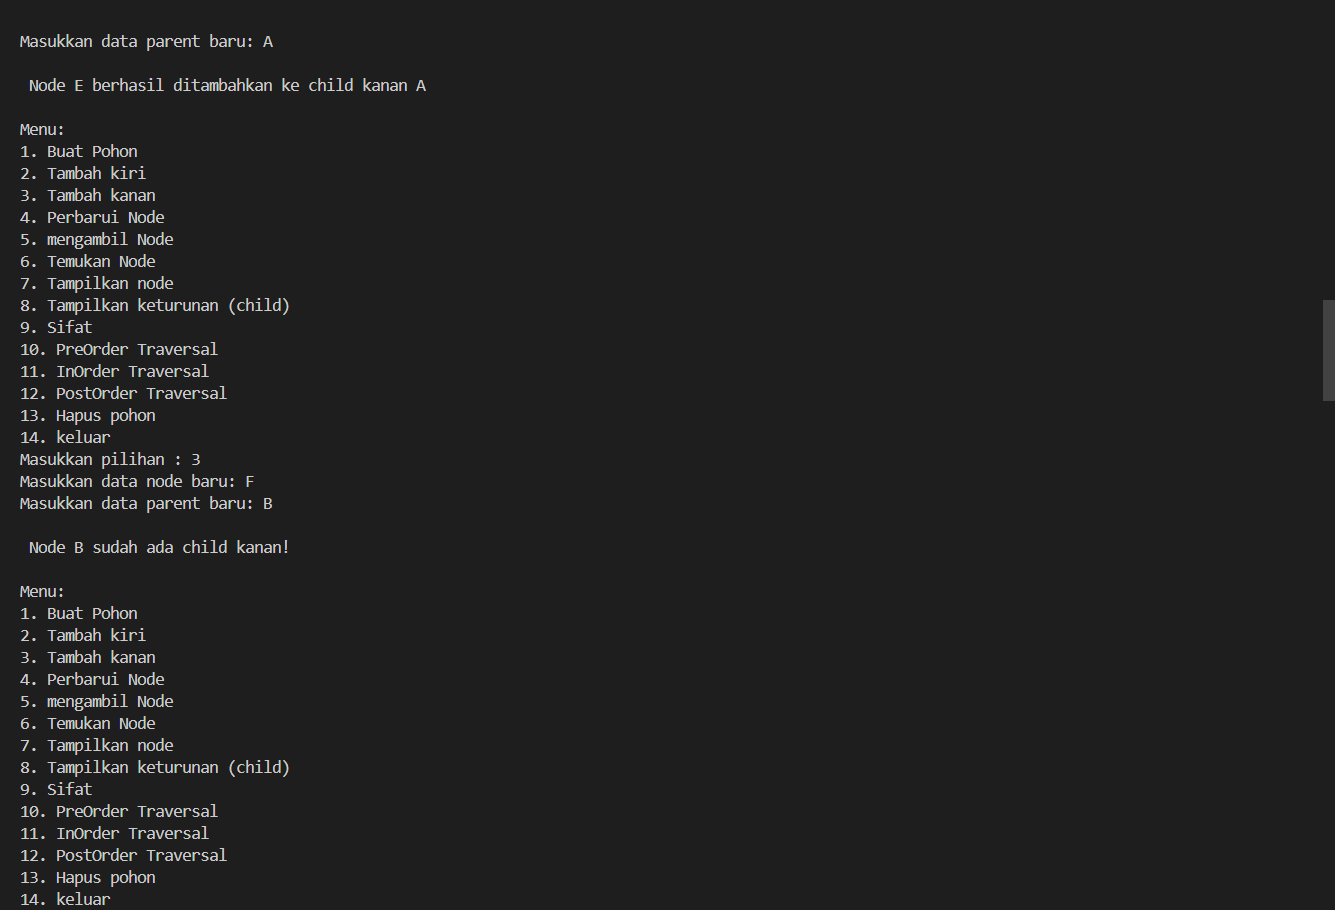 Masukkan data parent baru: A
Node E berhasil ditambahkan ke child kanan A
Menu:
1. Buat Pohon
2. Tambah kiri
3. Tambah kanan
4. Perbarui Node
5. mengambil Node
6. Temukan Node
7. Tampilkan node
8. Tampilkan keturunan (child)
9. Sifat
10. PreOrder Traversal
11. InOrder Traversal
12. PostOrder Traversal
13. Hapus pohon
14. keluar
Masukkan pilihan : 3
Masukkan data node baru: F
Masukkan data parent baru: B
Node B sudah ada child kanan!
Menu:
1. Buat Pohon
2. Tambah kiri
3. Tambah kanan
4. Perbarui Node
5. mengambil Node
6. Temukan Node
7. Tampilkan node
8. Tampilkan keturunan (child)
9. Sifat
10. PreOrder Traversal
11. InOrder Traversal
12. PostOrder Traversal
13. Hapus pohon
14. keluar